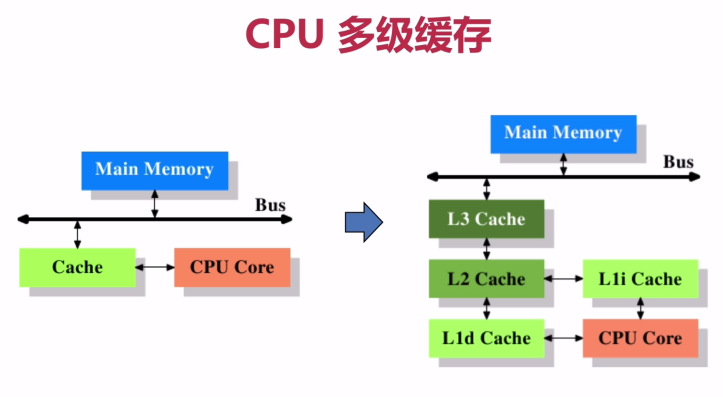 CPU 多级缓存
Main Memory
Bus
Cache
CPU Core
Main Memory
Bus
L3 Cache
L2 Cache
L1i Cache
L1d Cache
CPU Core